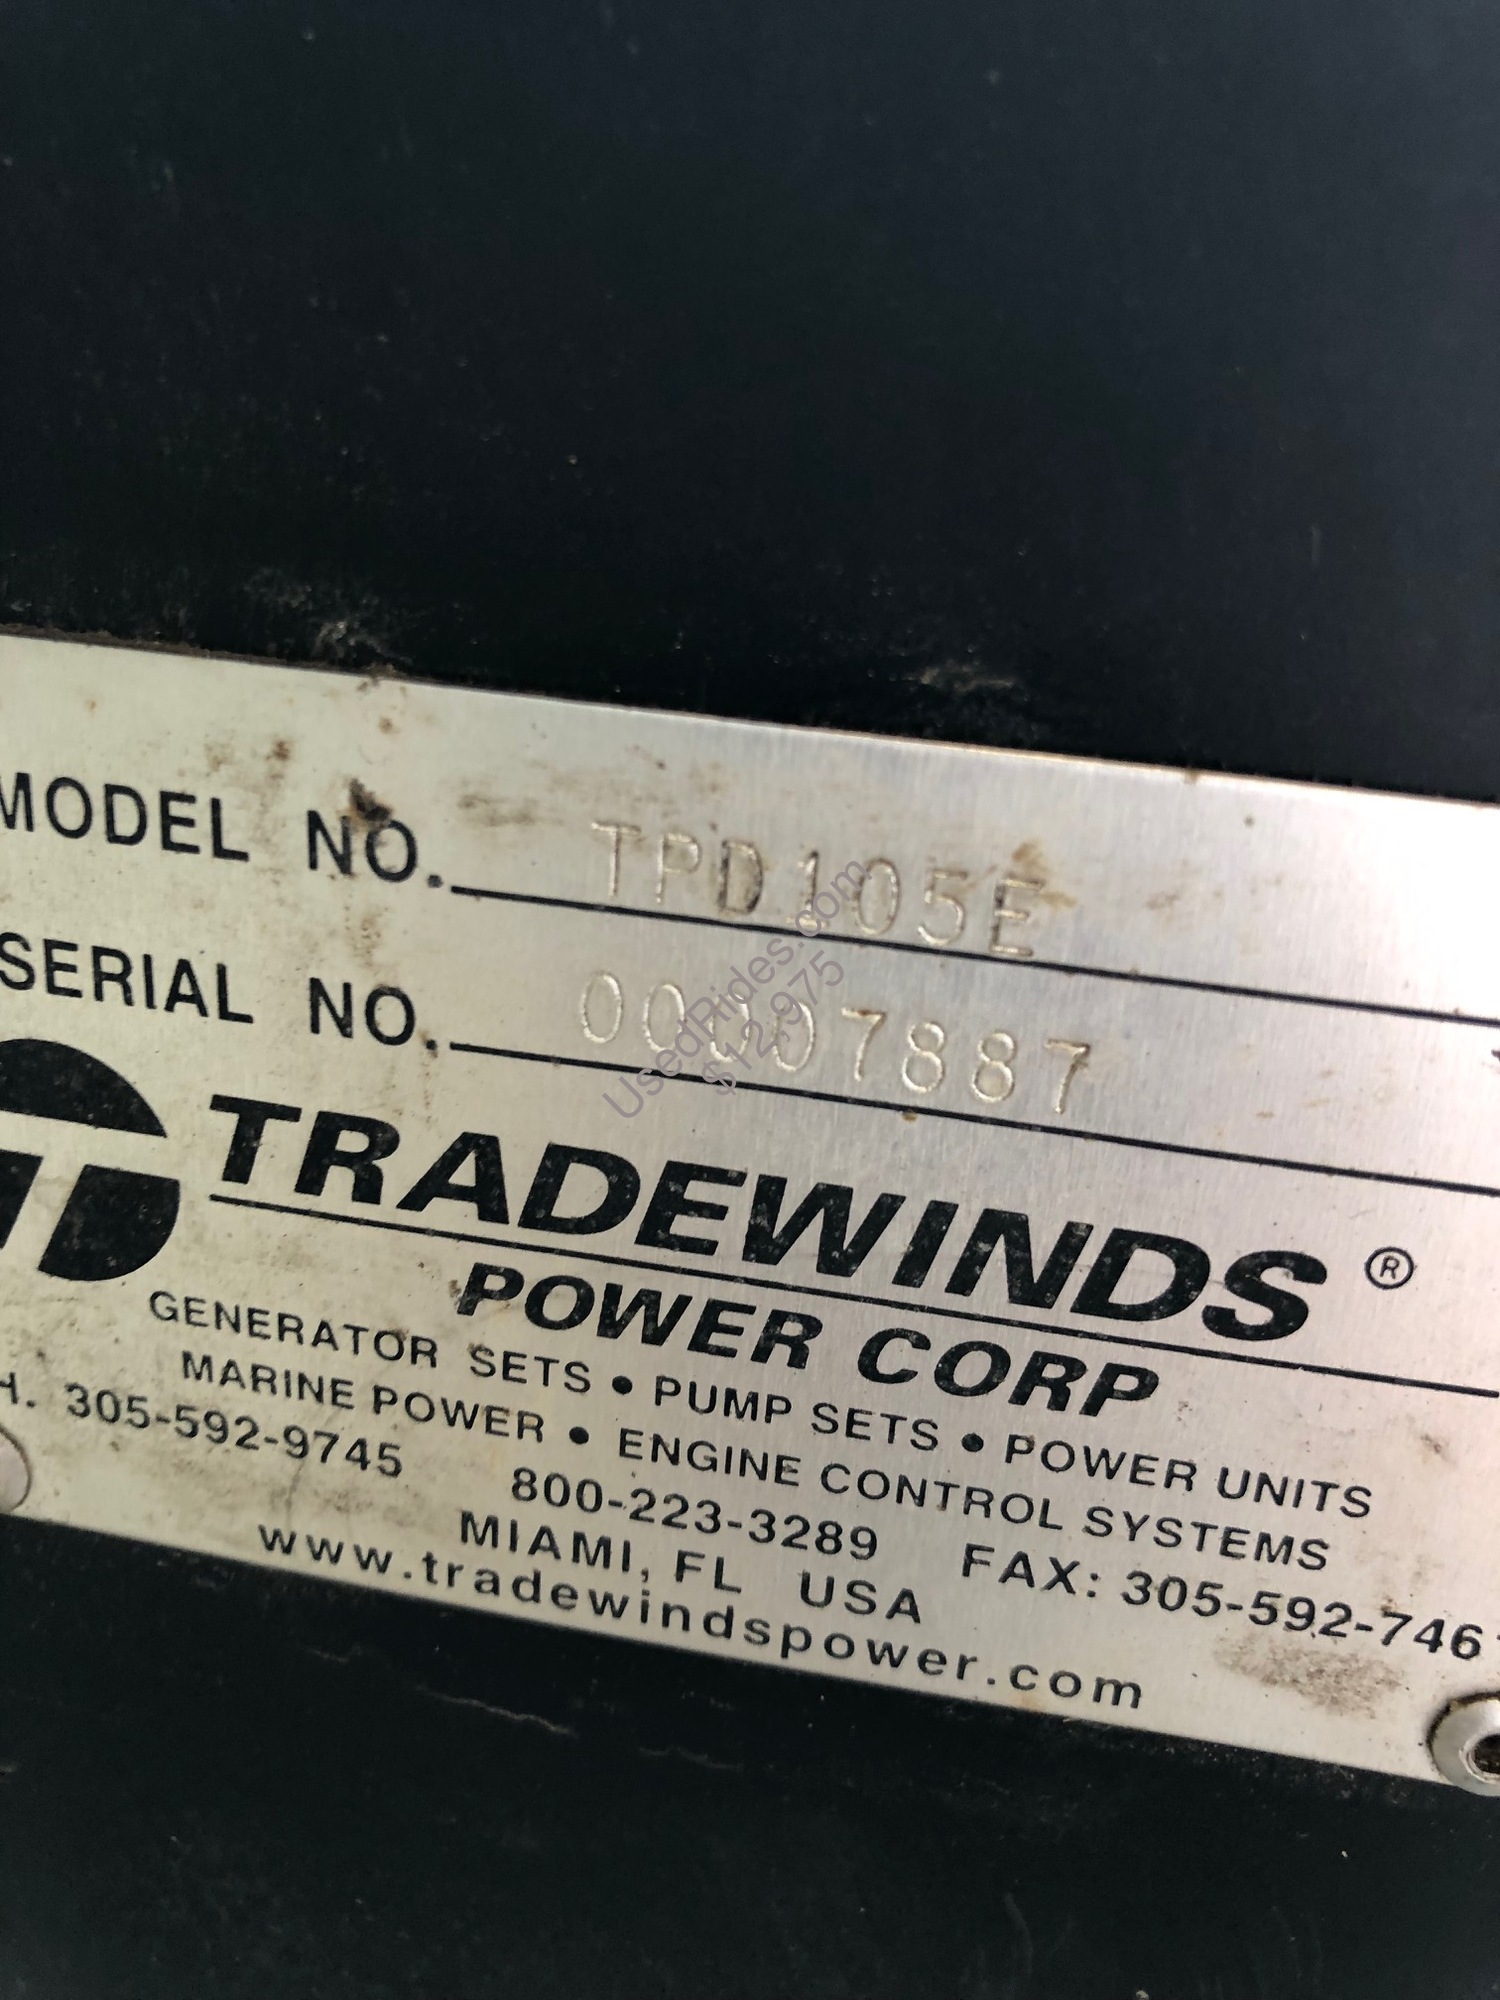 MODEL NO. TPD105E
SERIAL NO. 00007887
TRADEWINDS ®
POWER CORP
GENERATOR SETS • PUMP SETS • POWER UNITS
MARINE POWER • ENGINE CONTROL SYSTEMS
H. 305-592-9745 800-223-3289 FAX: 305-592-746
MIAMI, FL USA
www.tradewindspower.com
UsedRides.com
$12,975